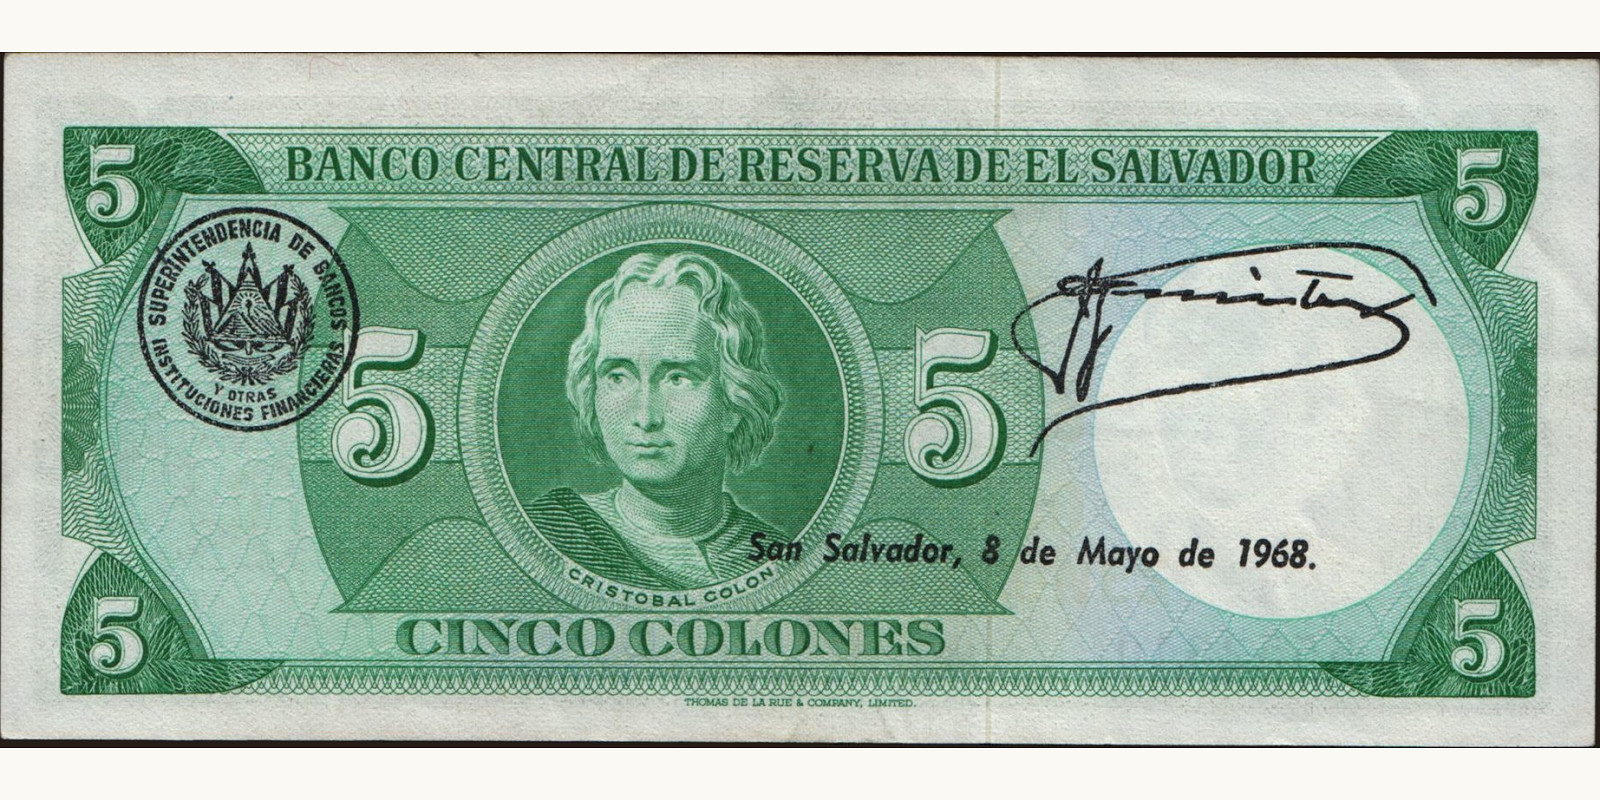 5 5
BANCO CENTRAL DE RESERVA DE EL SALVADOR
SUPERINTENDENCIA DE BANCOS
Y OTRAS
INSTITUCIONES FINANCIERAS
5 5
San Salvador, 8 de Mayo de 1968.
CRISTOBAL COLON
5 5
CINCO COLONES
THOMAS DE LA RUE & COMPANY, LIMITED.